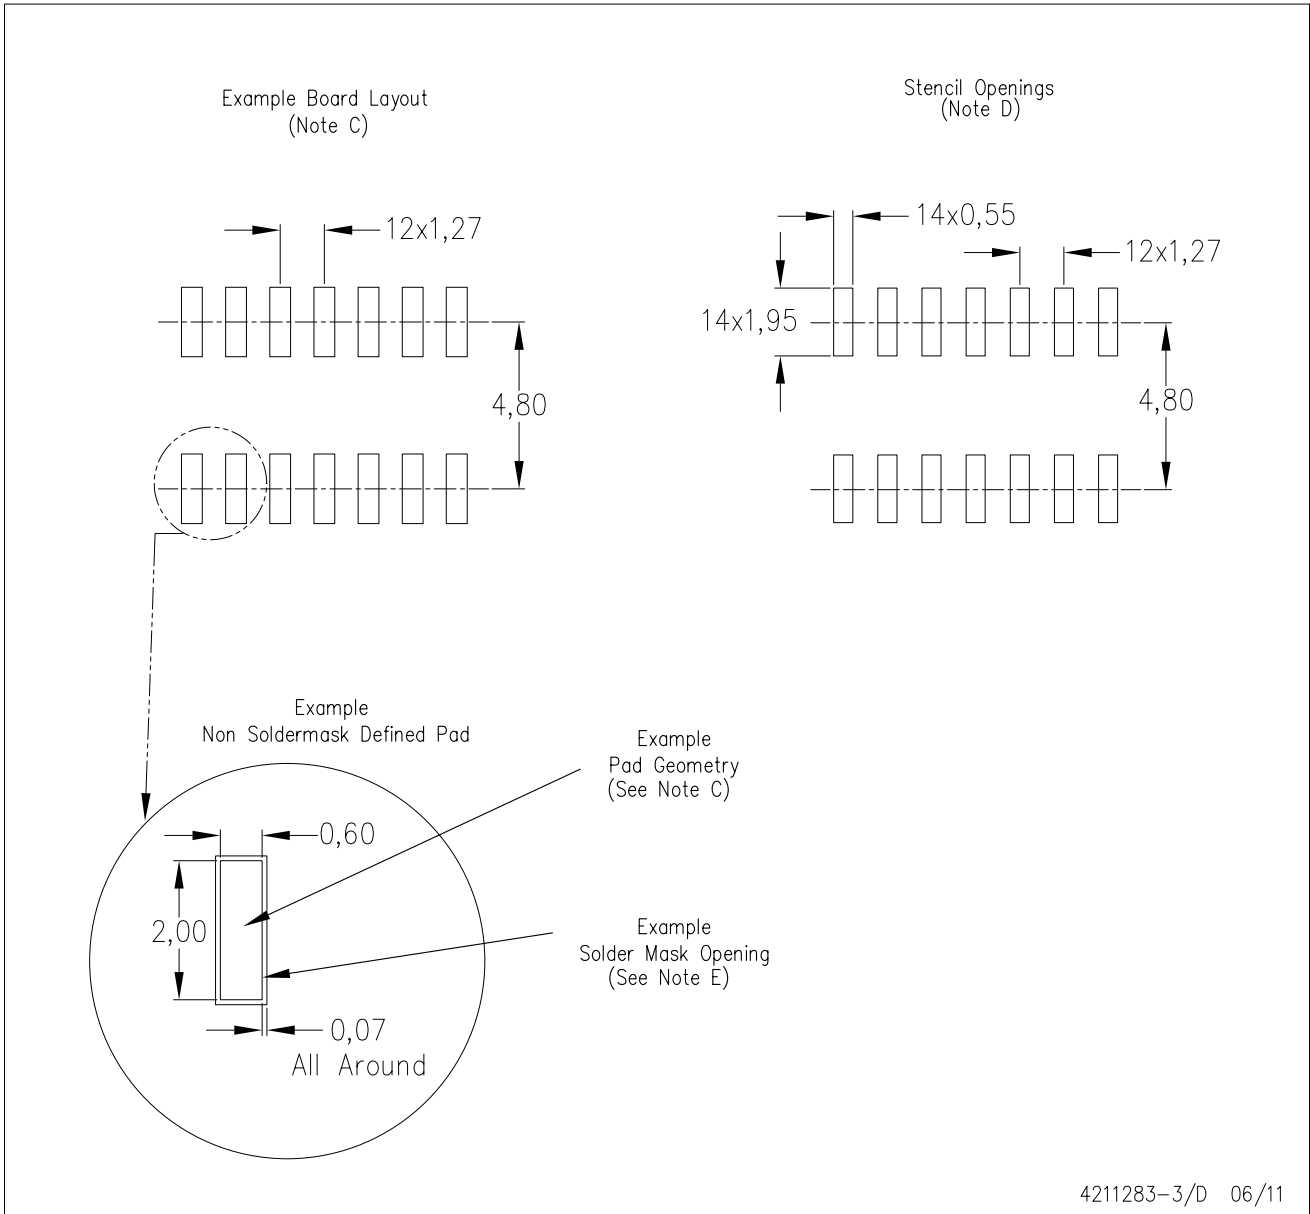 Example Board Layout
(Note C)
Stencil Openings
(Note D)
12x1,27
14x0,55
12x1,27
14x1,95
4,80
4,80
Example
Non Soldermask Defined Pad
Example
Pad Geometry
(See Note C)
0,60
2,00
Example
Solder Mask Opening
(See Note E)
0,07
All Around
4211283-3/D 06/11